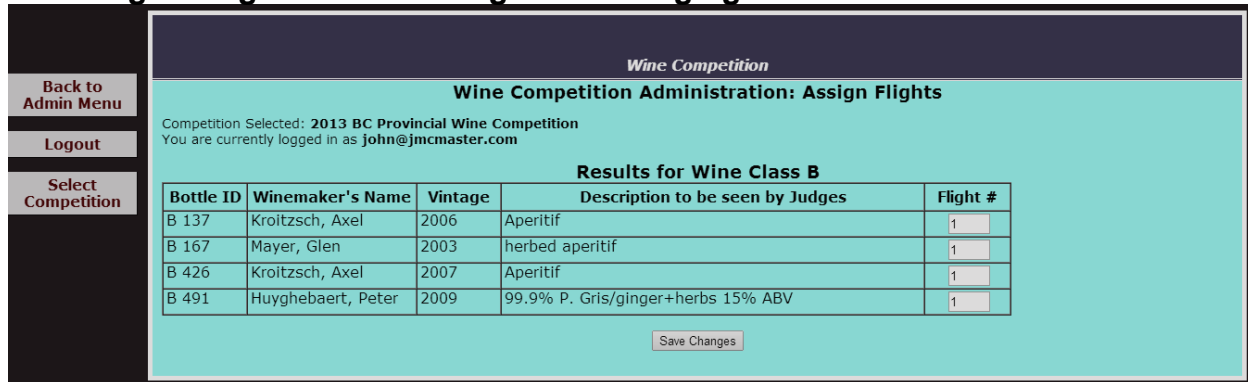 Wine Competition
Back to
Admin Menu
Logout
Select
Competition
Wine Competition Administration: Assign Flights
Competition Selected: 2013 BC Provincial Wine Competition
You are currently logged in as john@jmcmaster.com
Results for Wine Class B
Bottle ID Winemaker's Name Vintage Description to be seen by Judges Flight #
B 137 Kroitzsch, Axel 2006 Aperitif 1
B 167 Mayer, Glen 2003 herbed aperitif 1
B 426 Kroitzsch, Axel 2007 Aperitif 1
B 491 Huyghebaert, Peter 2009 99.9% P. Gris/ginger+herbs 15% ABV 1
Save Changes